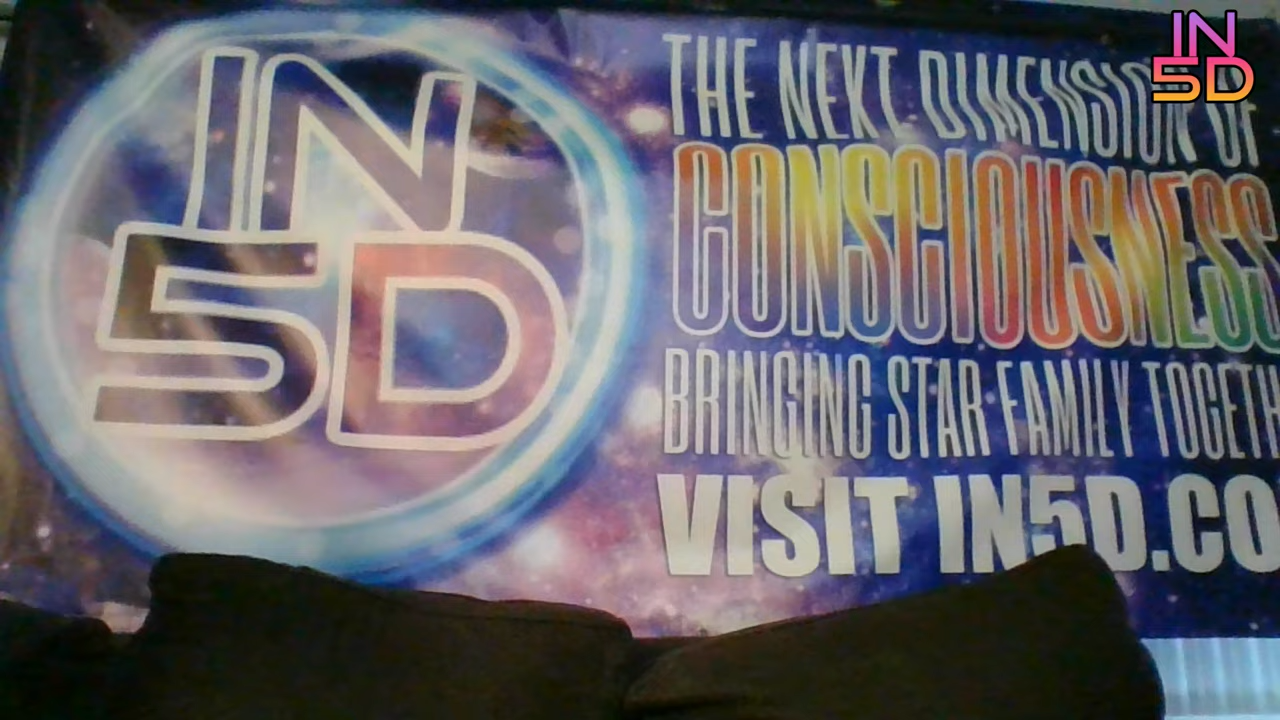 IN
5D
THE NEXT DIMENSION OF
CONSCIOUSNESS
BRINGING STAR FAMILY TOGETH
VISIT IN5D.CO
IN
5D